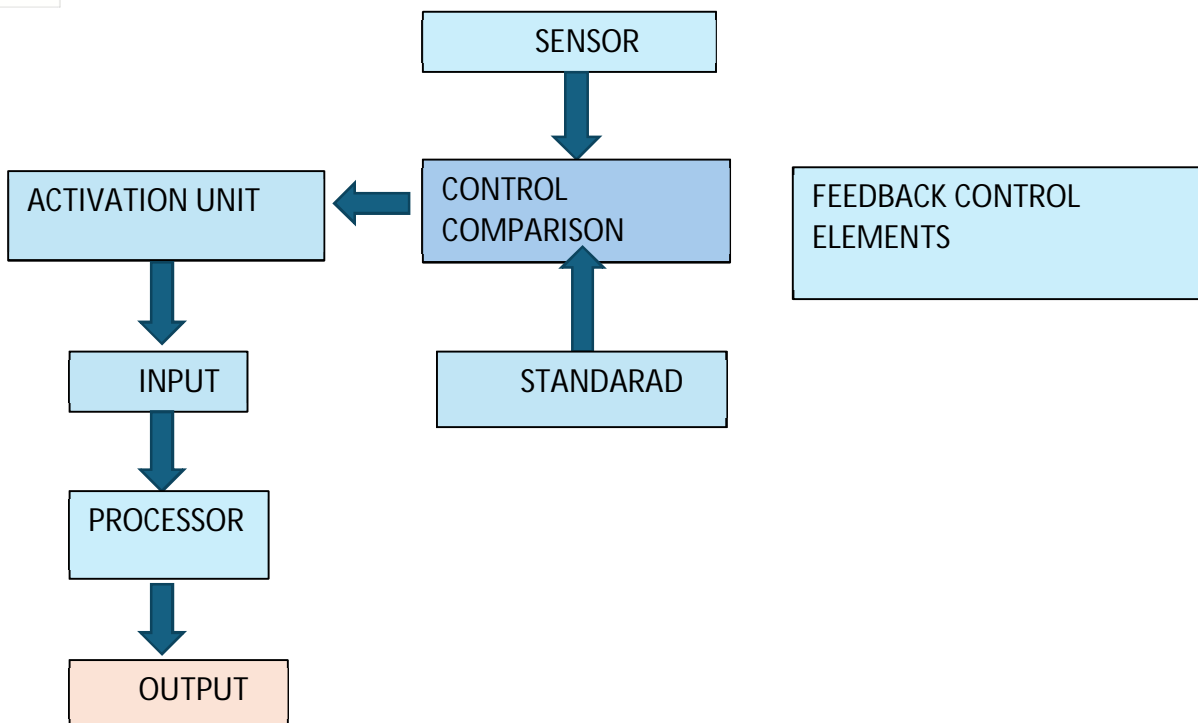 SENSOR
ACTIVATION UNIT
CONTROL
COMPARISON
FEEDBACK CONTROL
ELEMENTS
INPUT
STANDARAD
PROCESSOR
OUTPUT